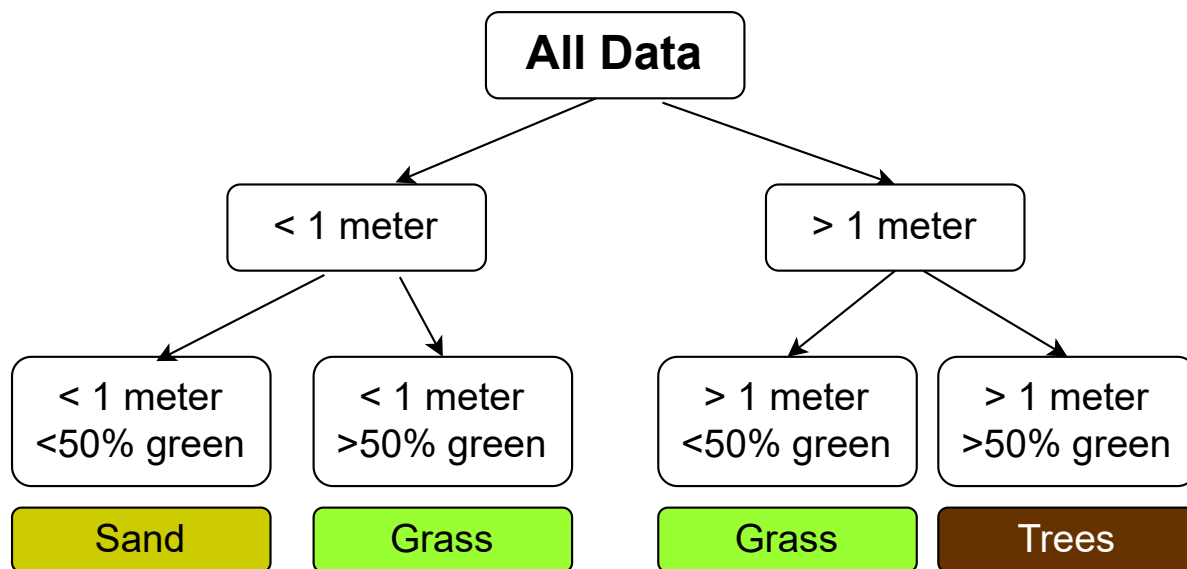 All Data
< 1 meter
> 1 meter
< 1 meter
<50% green
< 1 meter
>50% green
> 1 meter
<50% green
> 1 meter
>50% green
Sand
Grass
Grass
Trees